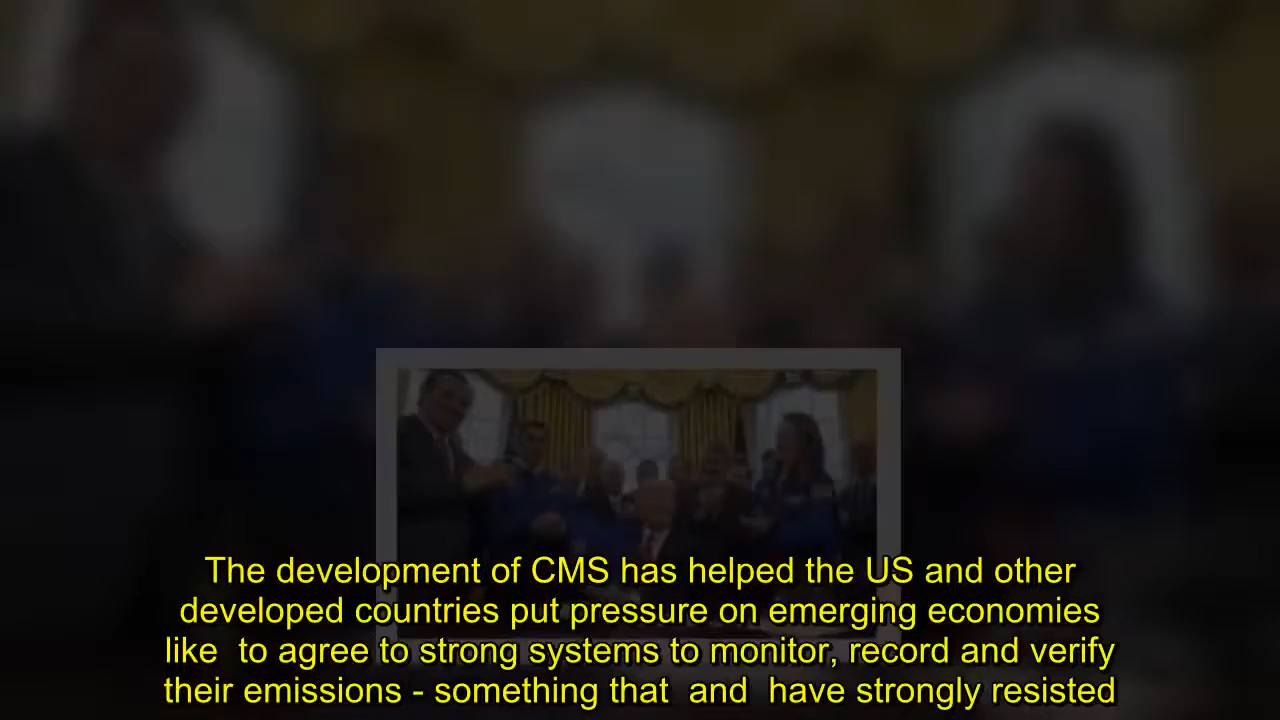 The development of CMS has helped the US and other
developed countries put pressure on emerging economies
like  to agree to strong systems to monitor, record and verify
their emissions - something that  and  have strongly resisted